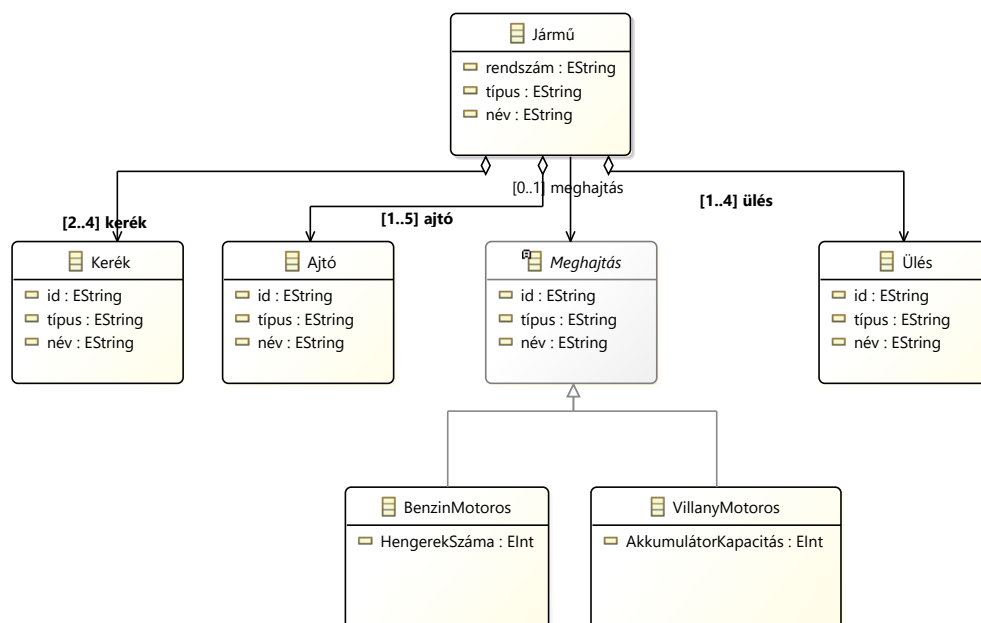 Jármű
rendszám : EString
típus : EString
név : EString
[0..1] meghajtás
[1..4] ülés
[1..5] ajtó
[2..4] kerék
Kerék
id : EString
típus : EString
név : EString
Ajtó
id : EString
típus : EString
név : EString
Meghajtás
id : EString
típus : EString
név : EString
Ülés
id : EString
típus : EString
név : EString
BenzinMotoros
HengerekSzáma : EInt
VillanyMotoros
AkkumulátorKapacitás : EInt